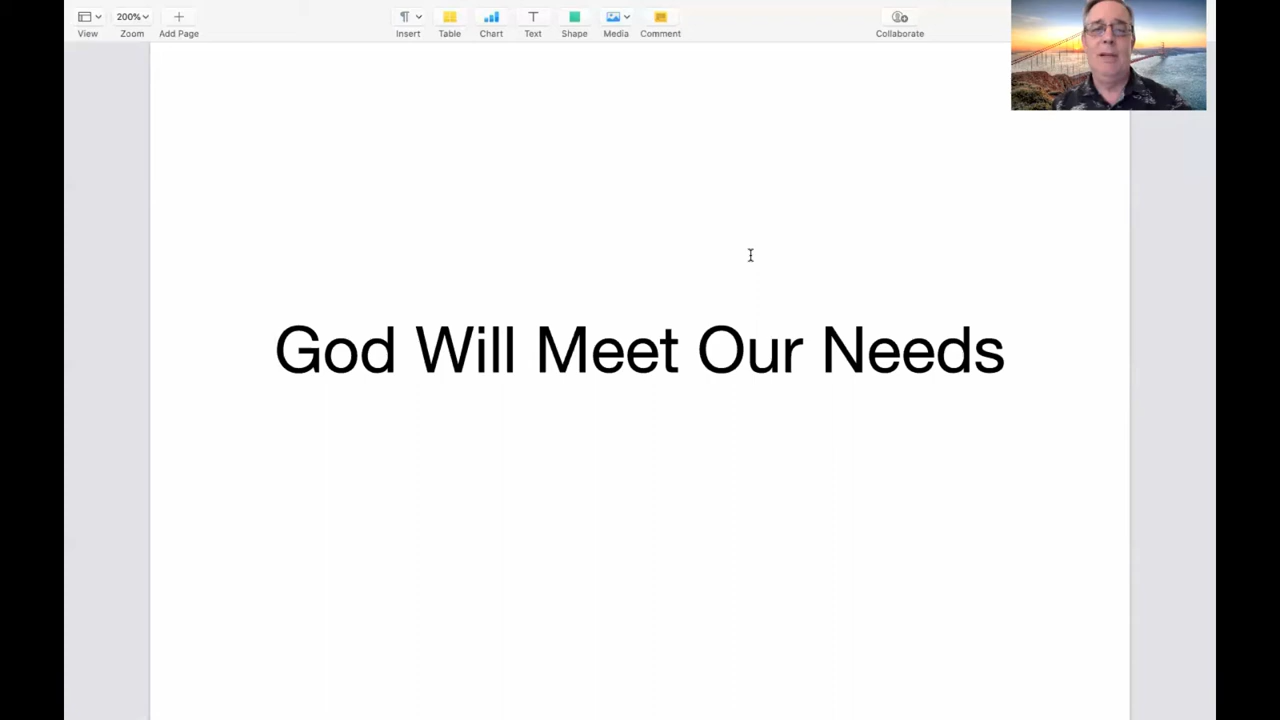 200%
View
Zoom
Add Page
Insert
Table
Chart
Text
Shape
Media
Comment
Collaborate
God Will Meet Our Needs